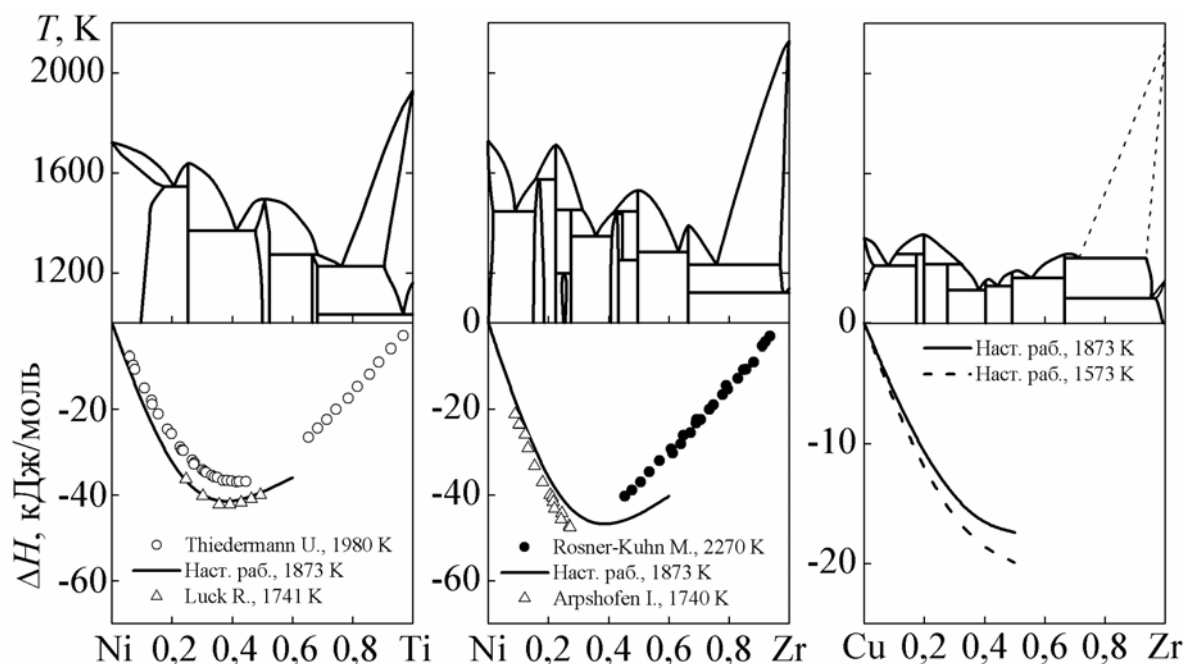 T, K
2000
1600
1200
0
0
0
-20
-40
-60
ΔH, кДж/моль
Thiedermann U., 1980 K
Наст. раб., 1873 K
Luck R., 1741 K
-20
-40
-60
Rosner-Kuhn M., 2270 K
Наст. раб., 1873 K
Arpshofen I., 1740 K
Наст. раб., 1873 K
Наст. раб., 1573 K
-10
-20
Ni 0,2 0,4 0,6 0,8 Ti
Ni 0,2 0,4 0,6 0,8 Zr
Cu 0,2 0,4 0,6 0,8 Zr